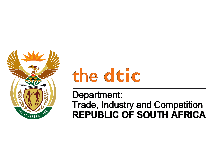 the dtic
Department:
Trade, Industry and Competition
REPUBLIC OF SOUTH AFRICA